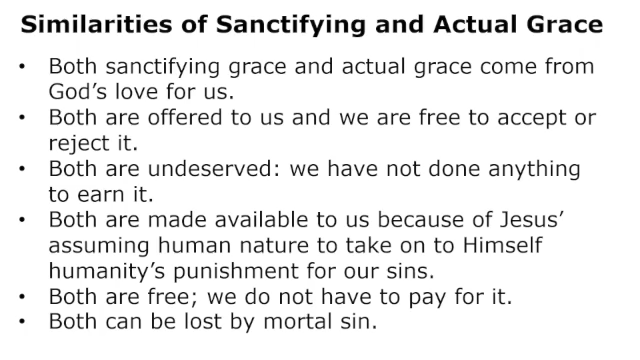 Similarities of Sanctifying and Actual Grace
• Both sanctifying grace and actual grace come from
God's love for us.
• Both are offered to us and we are free to accept or
reject it.
• Both are undeserved: we have not done anything
to earn it.
• Both are made available to us because of Jesus'
assuming human nature to take on to Himself
humanity's punishment for our sins.
• Both are free; we do not have to pay for it.
• Both can be lost by mortal sin.